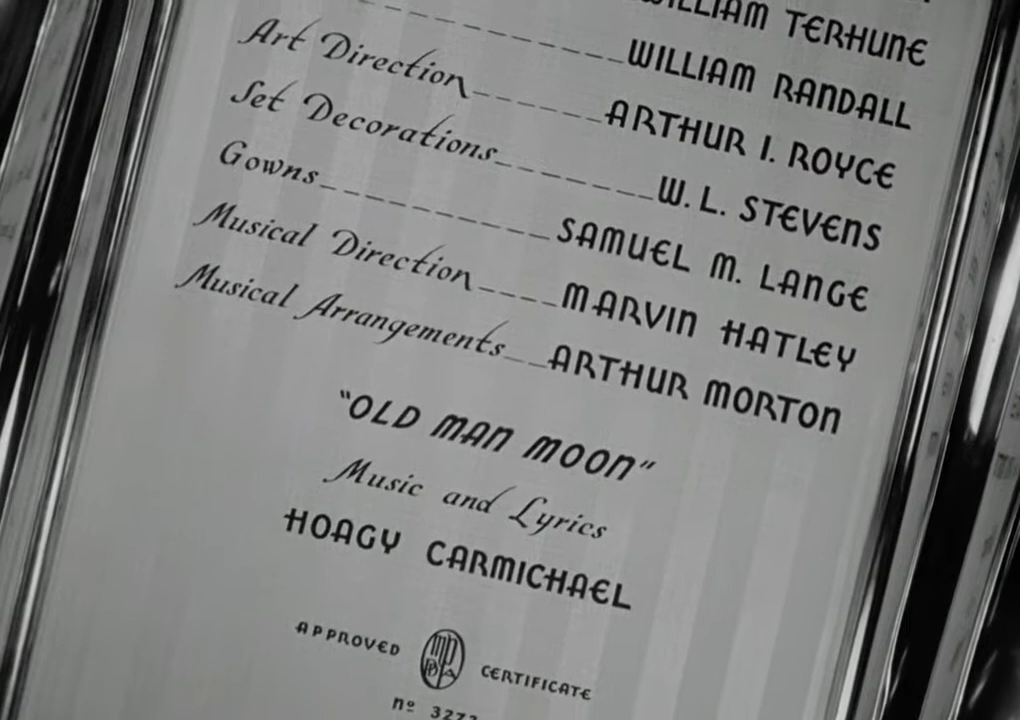 WILLIAM TERHUNE
WILLIAM RANDALL
Art Direction ARTHUR I. ROYCE
Set Decorations W. L. STEVENS
Gowns SAMUEL M. LANGE
Musical Direction MARVIN HATLEY
Musical Arrangements ARTHUR MORTON
"OLD MAN MOON"
Music and Lyrics
HOAGY CARMICHAEL
APPROVED CERTIFICATE
Nº